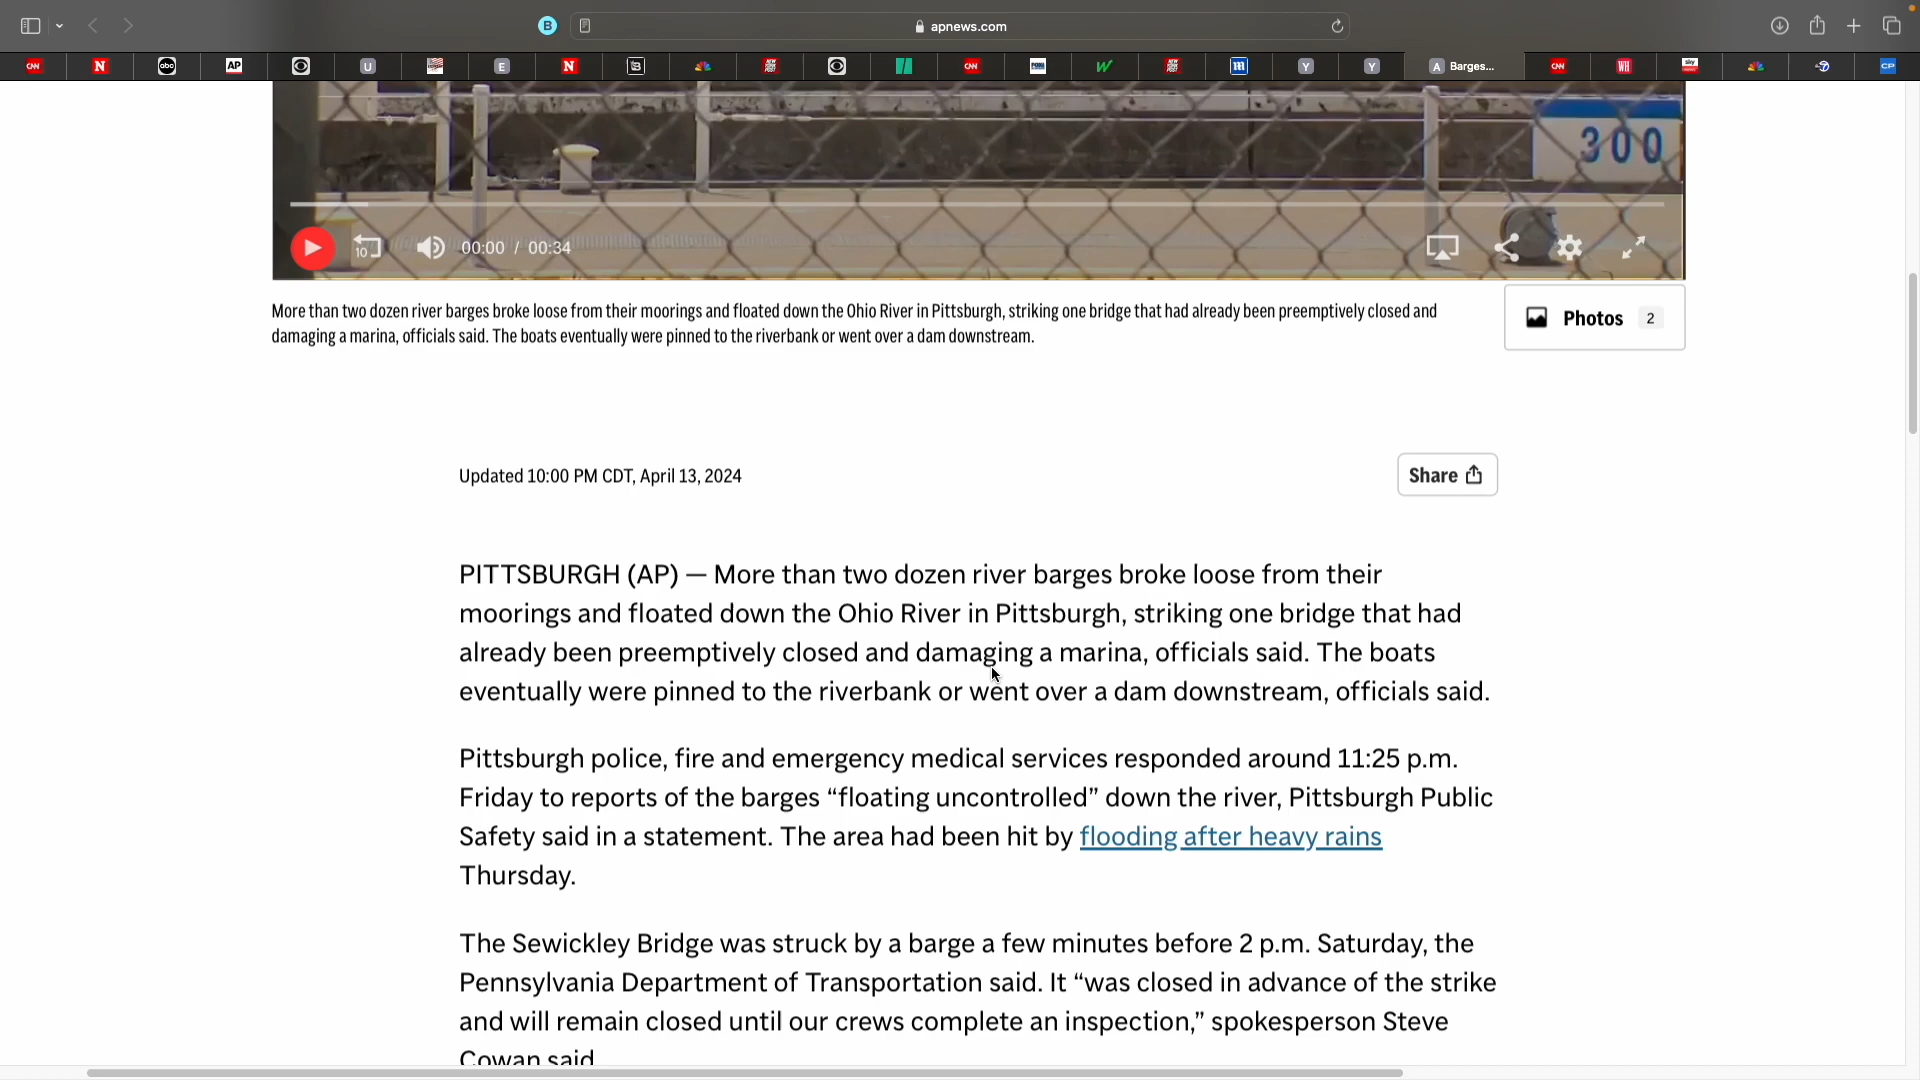 apnews.com
CNN
N
abc
AP
U
E
N
CNN
W
Y
Y
A Barges...
CNN
WH
sky
CP
300
10
00:00 / 00:34
More than two dozen river barges broke loose from their moorings and floated down the Ohio River in Pittsburgh, striking one bridge that had already been preemptively closed and
damaging a marina, officials said. The boats eventually were pinned to the riverbank or went over a dam downstream.
Photos 2
Updated 10:00 PM CDT, April 13, 2024
Share
PITTSBURGH (AP) — More than two dozen river barges broke loose from their
moorings and floated down the Ohio River in Pittsburgh, striking one bridge that had
already been preemptively closed and damaging a marina, officials said. The boats
eventually were pinned to the riverbank or went over a dam downstream, officials said.
Pittsburgh police, fire and emergency medical services responded around 11:25 p.m.
Friday to reports of the barges “floating uncontrolled” down the river, Pittsburgh Public
Safety said in a statement. The area had been hit by flooding after heavy rains
Thursday.
The Sewickley Bridge was struck by a barge a few minutes before 2 p.m. Saturday, the
Pennsylvania Department of Transportation said. It “was closed in advance of the strike
and will remain closed until our crews complete an inspection,” spokesperson Steve
Cowan said